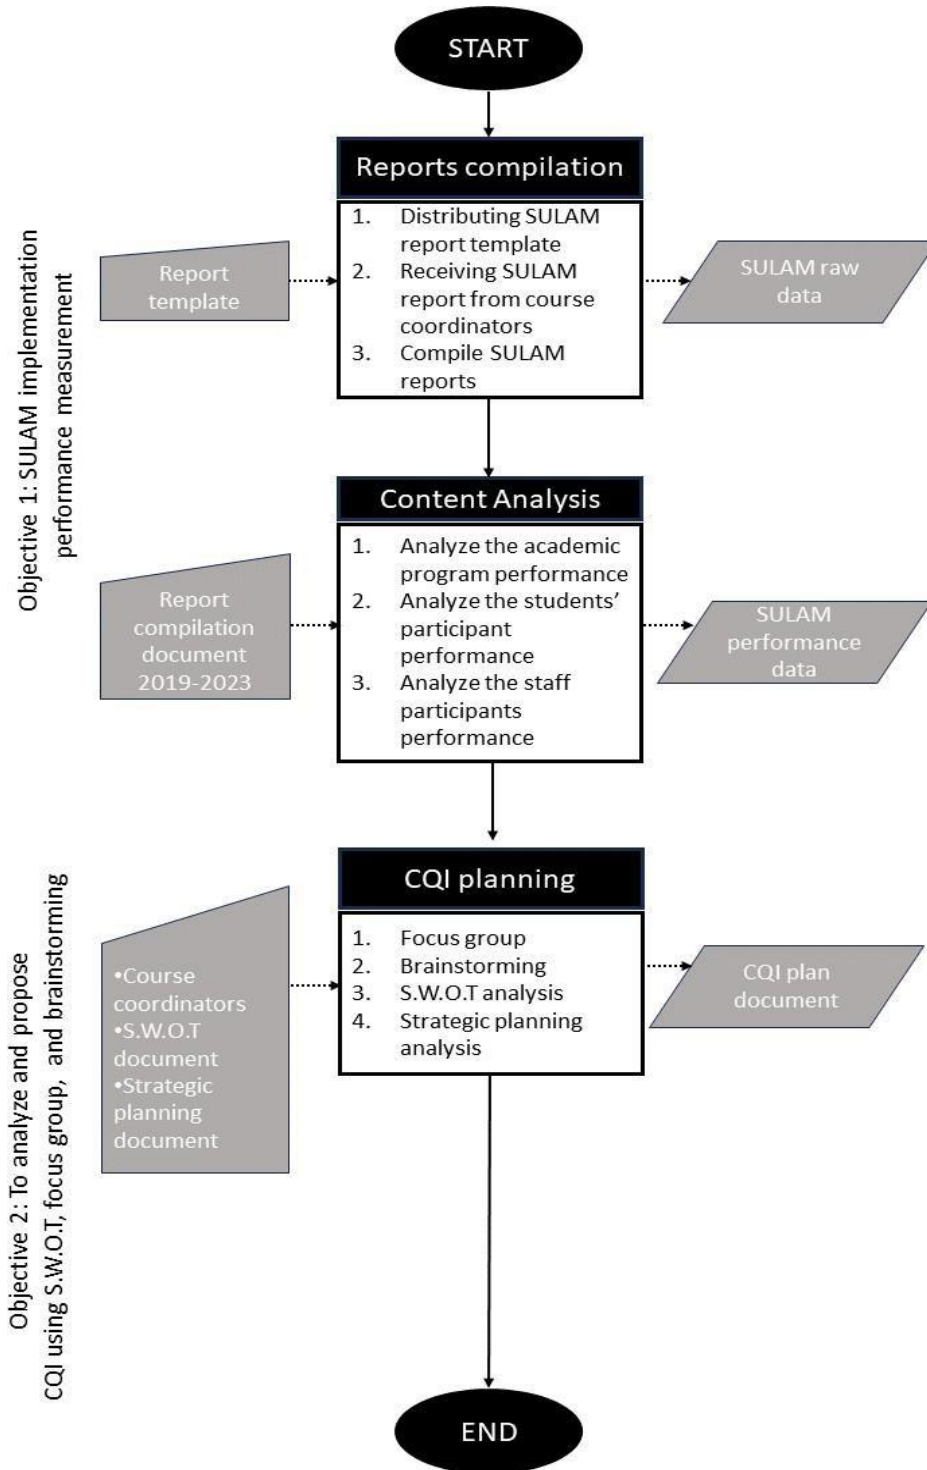 START
Objective 1: SULAM implementation
performance measurement
Reports compilation
Report
template
1. Distributing SULAM
report template
2. Receiving SULAM
report from course
coordinators
3. Compile SULAM
reports
SULAM raw
data
Content Analysis
Report
compilation
document
2019-2023
1. Analyze the academic
program performance
2. Analyze the students’
participant
performance
3. Analyze the staff
participants
performance
SULAM
performance
data
Objective 2: To analyze and propose
CQI using S.W.O.T, focus group, and brainstorming
CQI planning
•Course
coordinators
•S.W.O.T
document
•Strategic
planning
document
1. Focus group
2. Brainstorming
3. S.W.O.T analysis
4. Strategic planning
analysis
CQI plan
document
END